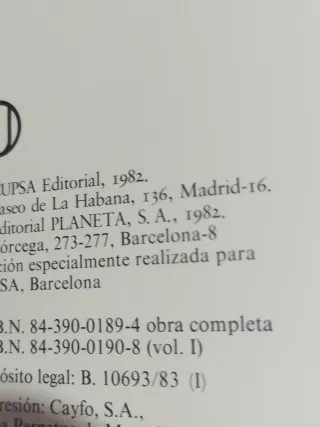 CUPSA Editorial, 1982.
aseo de La Habana, 136, Madrid-16.
ditorial PLANETA, S. A., 1982.
órcega, 273-277, Barcelona-8
ción especialmente realizada para
SA, Barcelona
B.N. 84-390-0189-4 obra completa
B.N. 84-390-0190-8 (vol. I)
pósito legal: B. 10693/83 (I)
resión: Cayfo, S.A.,